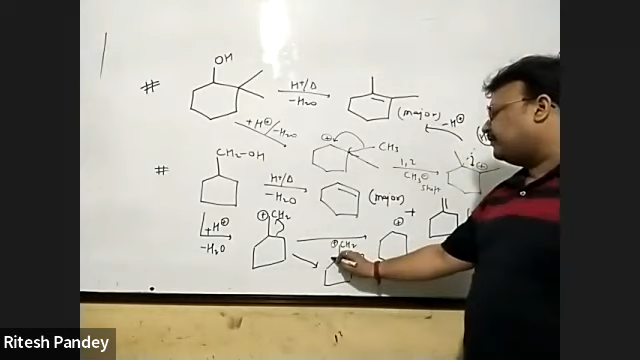 OH
# H⊕/Δ
-H₂O
(major) -H⊕
+H⊕/-H₂O
⊕ CH₃
1,2
CH₃⊖
shift
⊕
CH₂-OH
# H⊕/Δ
-H₂O
(major) +
+H⊕
-H₂O
⊕ CH₂
⊕
⊕ CH₂
Ritesh Pandey